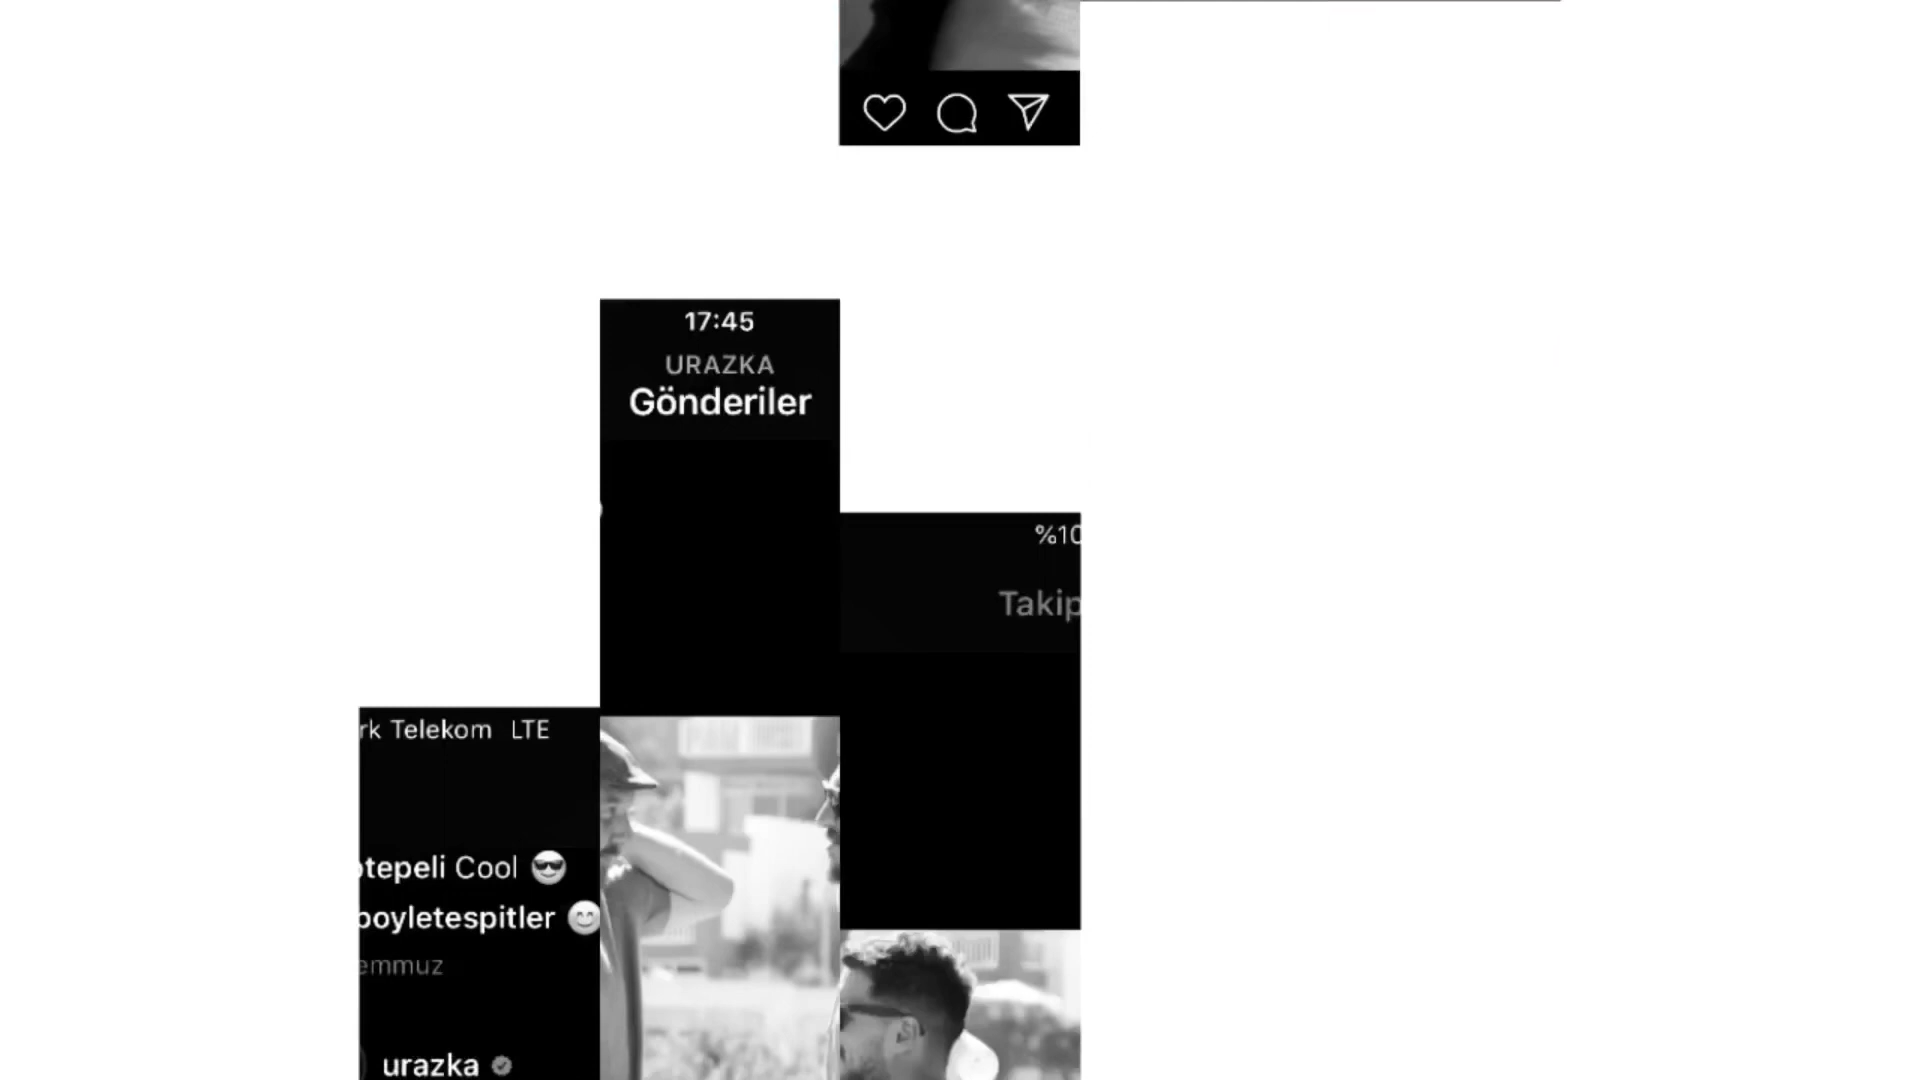 17:45
URAZKA
Gönderiler
%10
Takip
rk Telekom LTE
tepeli Cool 😎
boyletespitler 😊
emmuz
urazka